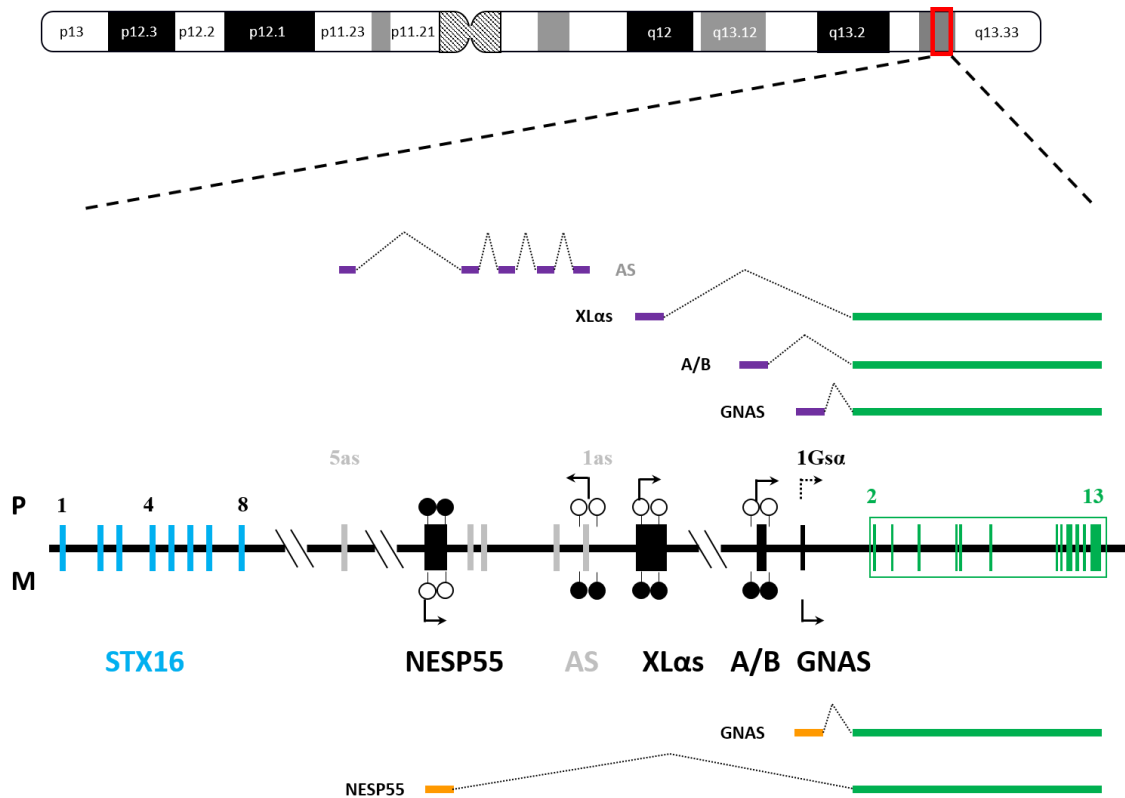 p13 p12.3 p12.2 p12.1 p11.23 p11.21 q12 q13.12 q13.2 q13.33
AS
XLαs
A/B
GNAS
5as 1as 1Gsα
P 1 4 8 2 13
M
STX16 NESP55 AS XLαs A/B GNAS
GNAS
NESP55